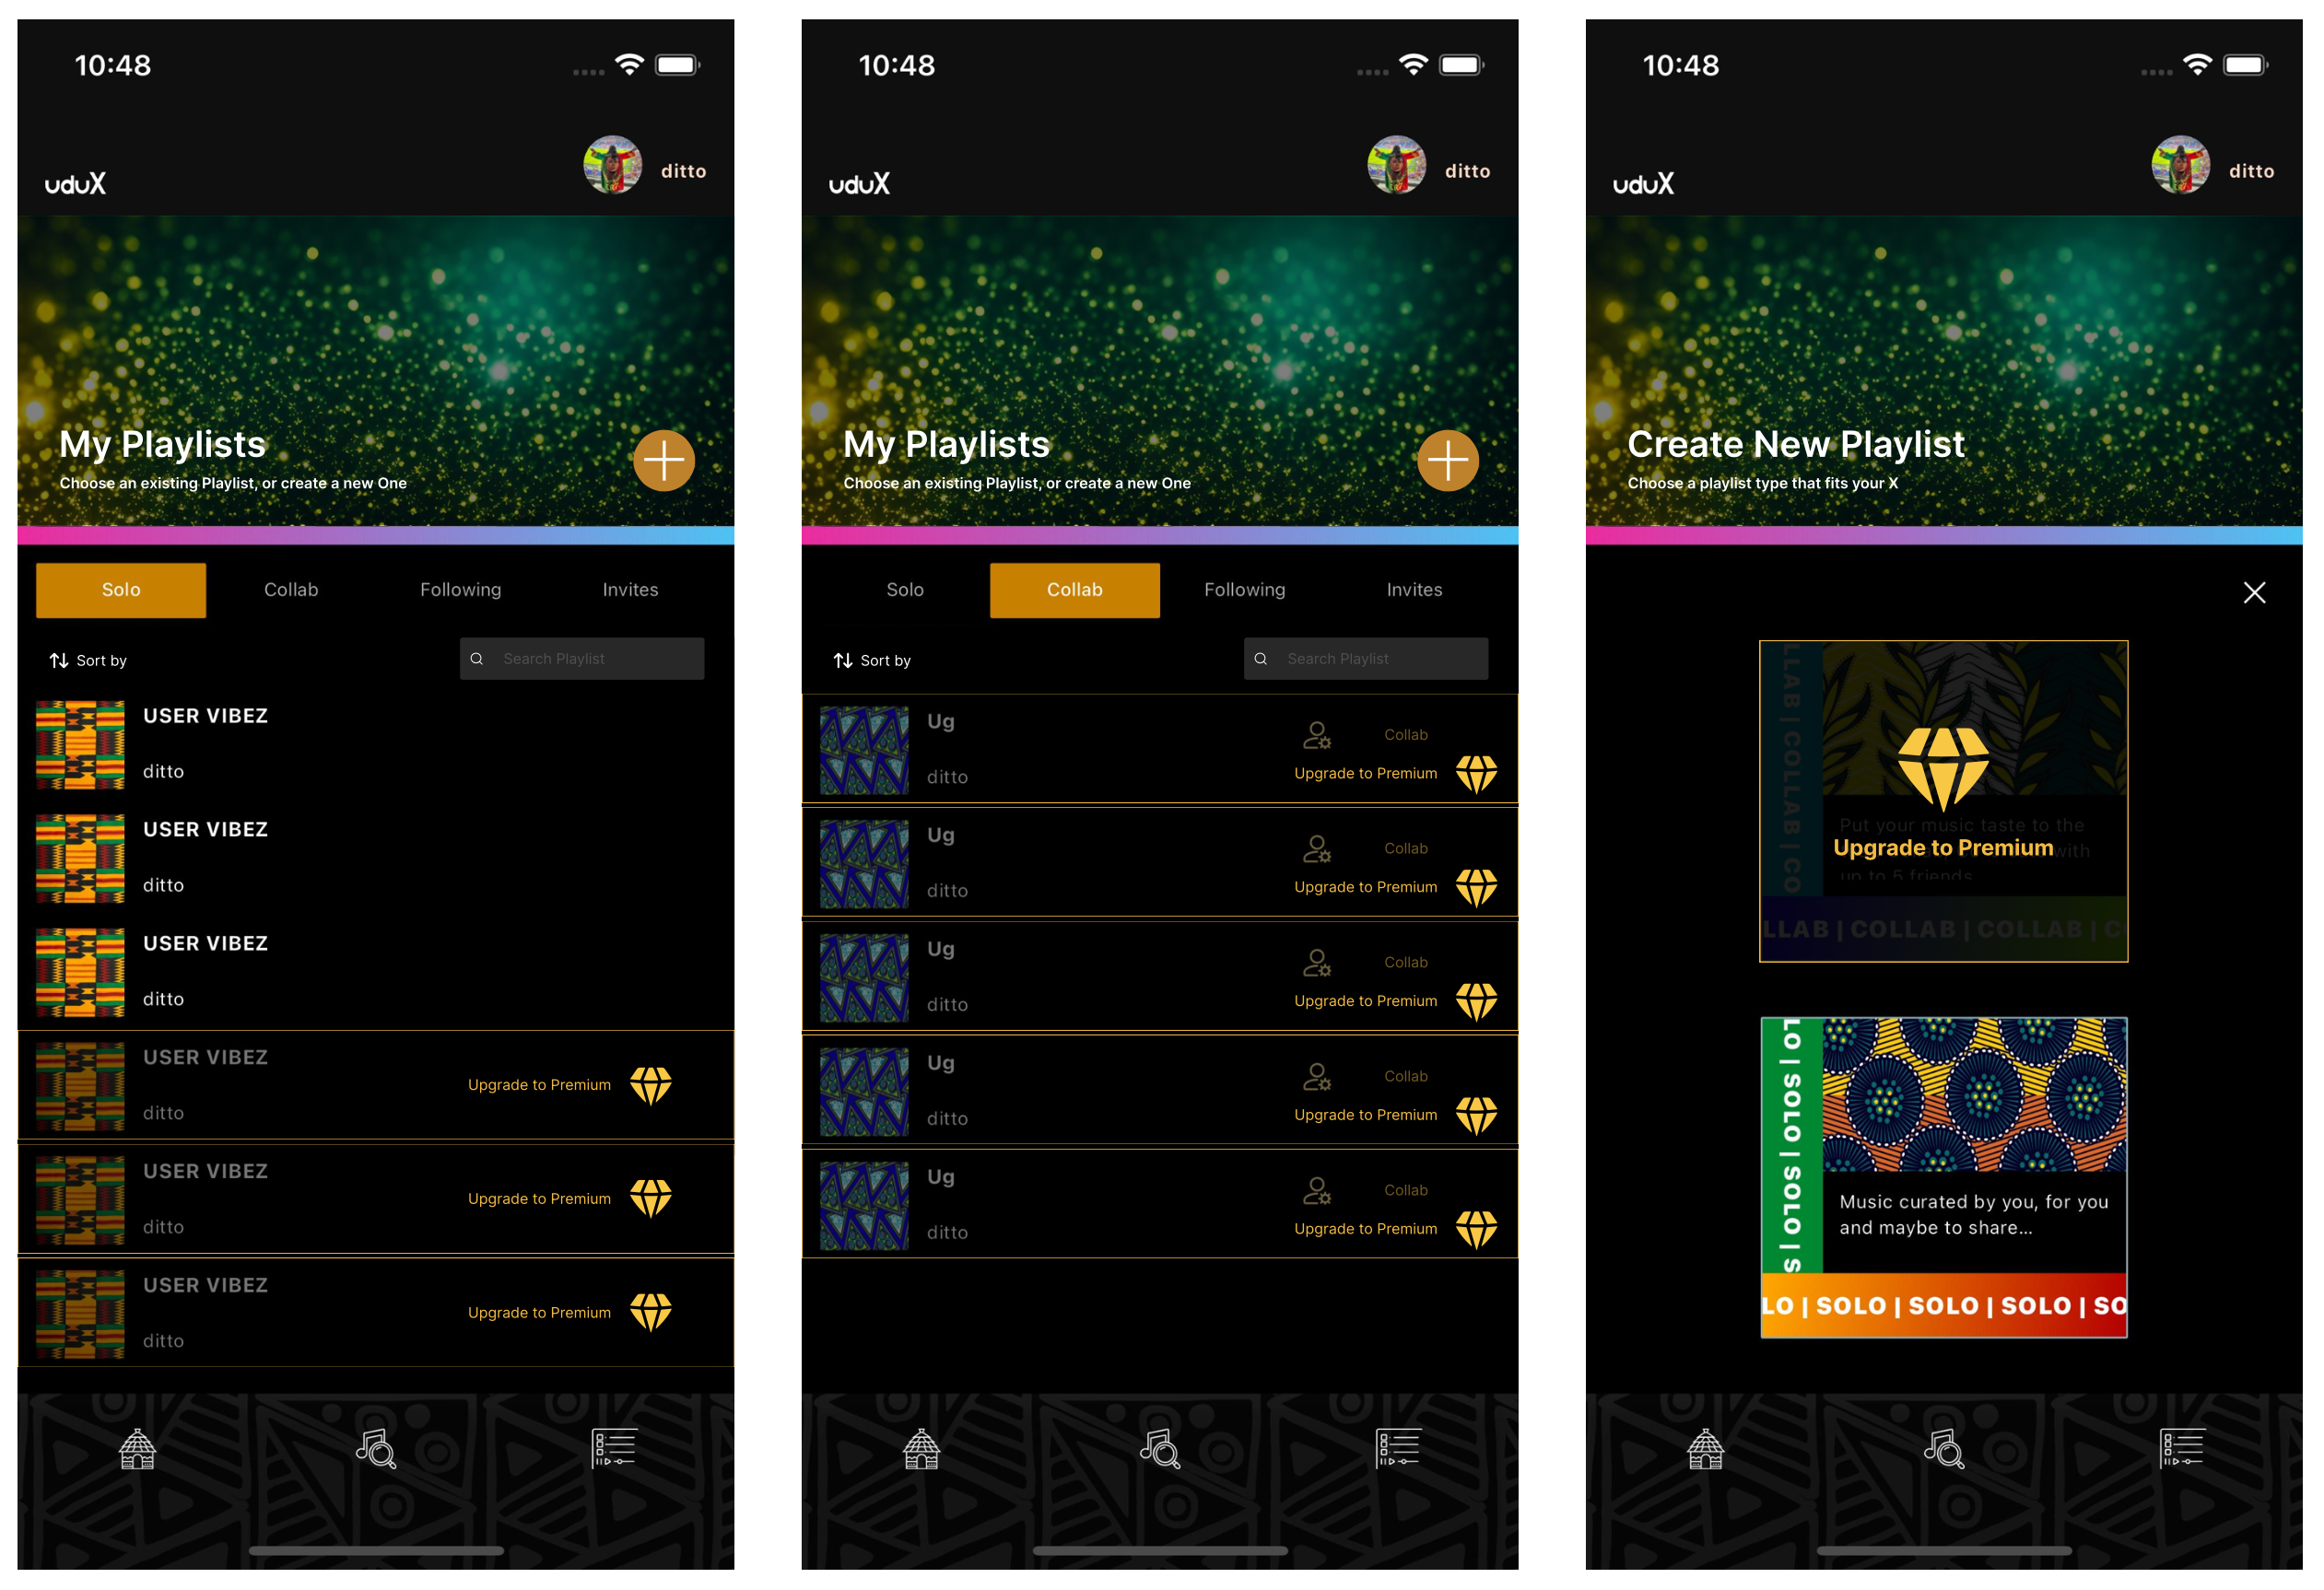 10:48
uduX
ditto
My Playlists
Choose an existing Playlist, or create a new One
Solo
Collab
Following
Invites
Sort by
Search Playlist
USER VIBEZ
ditto
USER VIBEZ
ditto
USER VIBEZ
ditto
USER VIBEZ
ditto
Upgrade to Premium
USER VIBEZ
ditto
Upgrade to Premium
USER VIBEZ
ditto
Upgrade to Premium
10:48
uduX
ditto
My Playlists
Choose an existing Playlist, or create a new One
Solo
Collab
Following
Invites
Sort by
Search Playlist
Ug
ditto
Collab
Upgrade to Premium
Ug
ditto
Collab
Upgrade to Premium
Ug
ditto
Collab
Upgrade to Premium
Ug
ditto
Collab
Upgrade to Premium
Ug
ditto
Collab
Upgrade to Premium
10:48
uduX
ditto
Create New Playlist
Choose a playlist type that fits your X
LLAB | COLLAB | CO
Put your music taste to the
with
up to 5 friends
Upgrade to Premium
LLAB | COLLAB | COLLAB | C
LO | SOLO | SOLO | S
Music curated by you, for you
and maybe to share...
LO | SOLO | SOLO | SOLO | SO